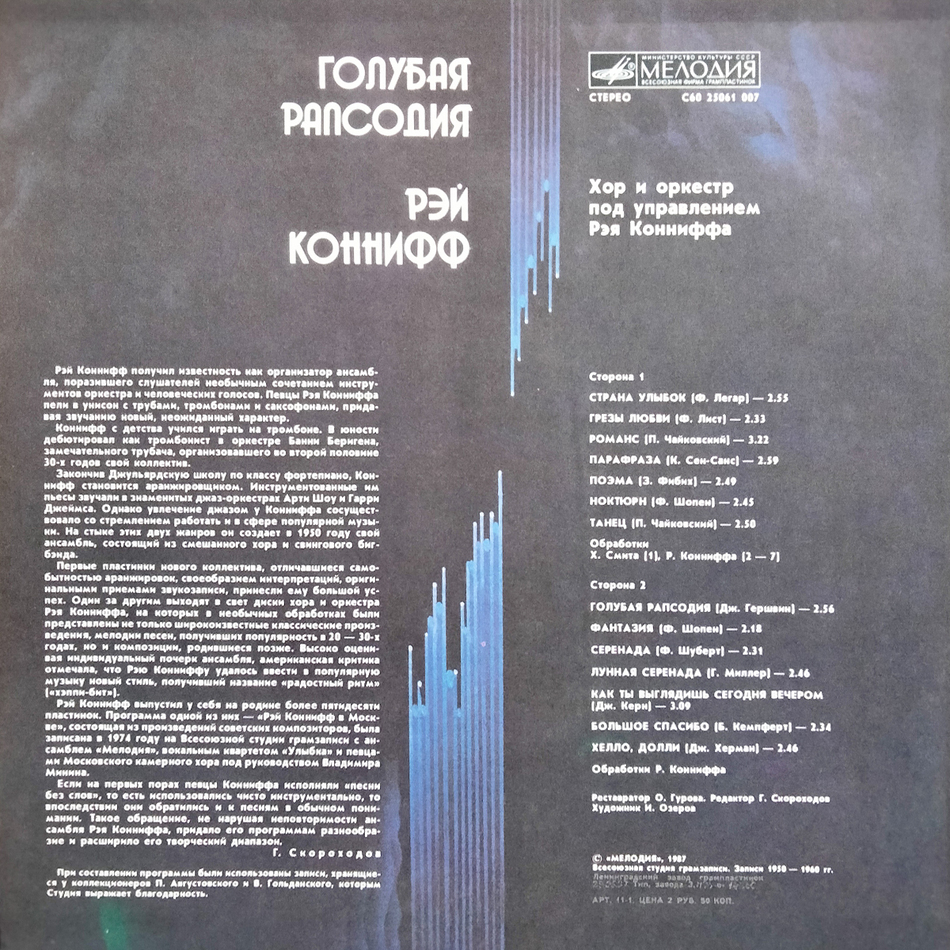 ГОЛУБАЯ
РАПСОДИЯ
РЭЙ
КОННИФФ
МИНИСТЕРСТВО КУЛЬТУРЫ СССР
МЕЛОДИЯ
ВСЕСОЮЗНАЯ ФИРМА ГРАМПЛАСТИНОК
СТЕРЕО С60 25061 007
Хор и оркестр
под управлением
Рэя Конниффа
Рэй Коннифф получил известность как организатор ансамб-
ля, поразившего слушателей необычным сочетанием инстру-
ментов оркестра и человеческих голосов. Певцы Рэя Конниффа
пели в унисон с трубами, тромбонами и саксофонами, прида-
вая звучанию новый, неожиданный характер.
Коннифф с детства учился играть на тромбоне. В юности
дебютировал как тромбонист в оркестре Банни Беригена,
замечательного трубача, организовавшего во второй половине
30-х годов свой коллектив.
Закончив Джульярдскую школу по классу фортепиано, Кон-
нифф становится аранжировщиком. Инструментованные им
пьесы звучали в знаменитых джаз-оркестрах Арти Шоу и Гарри
Джеймса. Однако увлечение джазом у Конниффа сосущест-
вовало со стремлением работать и в сфере популярной музы-
ки. На стыке этих двух жанров он создает в 1950 году свой
ансамбль, состоящий из смешанного хора и свингового биг-
бэнда.
Первые пластинки нового коллектива, отличавшиеся само-
бытностью аранжировок, своеобразием интерпретаций, ориги-
нальными приемами звукозаписи, принесли ему большой ус-
пех. Один за другим выходят в свет диски хора и оркестра
Рэя Конниффа, на которых в необычных обработках были
представлены не только широкоизвестные классические произ-
ведения, мелодии песен, получивших популярность в 20 — 30-х
годах, но и композиции, родившиеся позже. Высоко оцени-
вая индивидуальный почерк ансамбля, американская критика
отмечала, что Рэю Конниффу удалось ввести в популярную
музыку новый стиль, получивший название «радостный ритм»
(«хэппи-бит»).
Рэй Коннифф выпустил у себя на родине более пятидесяти
пластинок. Программа одной из них — «Рэй Коннифф в Моск-
ве», состоящая из произведений советских композиторов, была
записана в 1974 году на Всесоюзной студии грамзаписи с ан-
самблем «Мелодия», вокальным квартетом «Улыбка» и певца-
ми Московского камерного хора под руководством Владимира
Минина.
Если на первых порах певцы Конниффа исполняли «песни
без слов», то есть использовались чисто инструментально, то
впоследствии они обратились и к песням в обычном пони-
мании. Такое обращение, не нарушая неповторимости ан-
самбля Рэя Конниффа, придало его программам разнообра-
зие и расширило его творческий диапазон.
Г. Скороходов
При составлении программы были использованы записи, хранящие-
ся у коллекционеров П. Августовского и В. Гольданского, которым
Студия выражает благодарность.
Сторона 1
СТРАНА УЛЫБОК (Ф. Легар) — 2.55
ГРЕЗЫ ЛЮБВИ (Ф. Лист) — 2.33
РОМАНС (П. Чайковский) — 3.22
ПАРАФРАЗА (К. Сен-Санс) — 2.59
ПОЭМА (З. Фибих) — 2.49
НОКТЮРН (Ф. Шопен) — 2.45
ТАНЕЦ (П. Чайковский) — 2.50
Обработки
Х. Смита (1), Р. Конниффа (2 — 7)
Сторона 2
ГОЛУБАЯ РАПСОДИЯ (Дж. Гершвин) — 2.56
ФАНТАЗИЯ (Ф. Шопен) — 2.18
СЕРЕНАДА (Ф. Шуберт) — 2.31
ЛУННАЯ СЕРЕНАДА (Г. Миллер) — 2.46
КАК ТЫ ВЫГЛЯДИШЬ СЕГОДНЯ ВЕЧЕРОМ
(Дж. Керн) — 3.09
БОЛЬШОЕ СПАСИБО (Б. Кемпферт) — 2.34
ХЕЛЛО, ДОЛЛИ (Дж. Херман) — 2.46
Обработки Р. Конниффа
Реставратор О. Гурова. Редактор Г. Скороходов
Художник И. Озеров
© «МЕЛОДИЯ», 1987
Всесоюзная студия грамзаписи. Записи 1950 — 1960 гг.
Ленинградский завод грампластинок
Тип. завода
АРТ. 11-1. ЦЕНА 2 РУБ. 50 КОП.